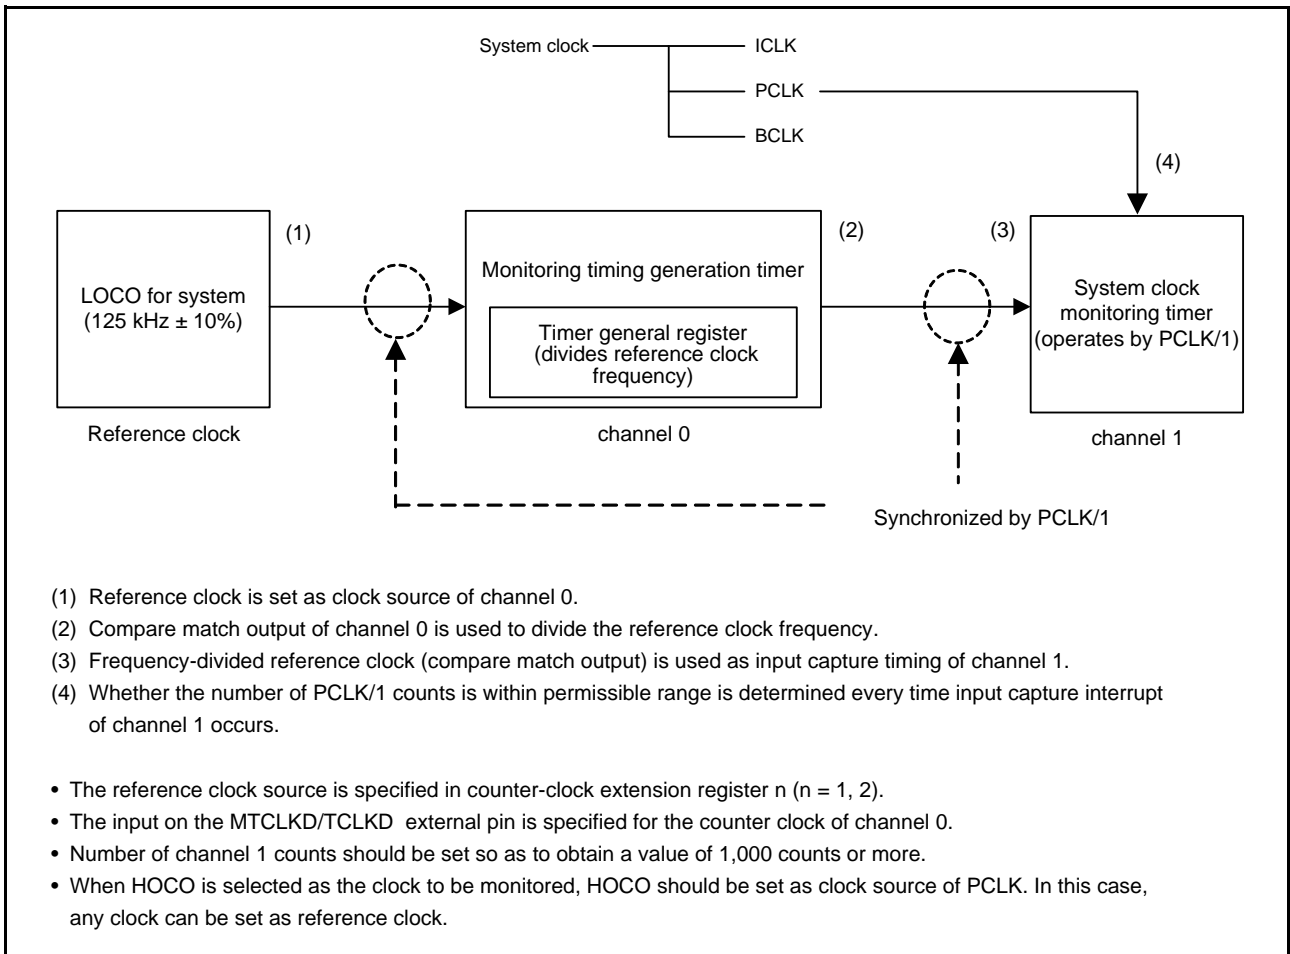 System clock
ICLK
PCLK
BCLK
(4)
(1)
(2)
(3)
LOCO for system
(125 kHz ± 10%)
Monitoring timing generation timer
Timer general register
(divides reference clock
frequency)
System clock
monitoring timer
(operates by PCLK/1)
Reference clock
channel 0
channel 1
Synchronized by PCLK/1
(1) Reference clock is set as clock source of channel 0.
(2) Compare match output of channel 0 is used to divide the reference clock frequency.
(3) Frequency-divided reference clock (compare match output) is used as input capture timing of channel 1.
(4) Whether the number of PCLK/1 counts is within permissible range is determined every time input capture interrupt
of channel 1 occurs.
• The reference clock source is specified in counter-clock extension register n (n = 1, 2).
• The input on the MTCLKD/TCLKD external pin is specified for the counter clock of channel 0.
• Number of channel 1 counts should be set so as to obtain a value of 1,000 counts or more.
• When HOCO is selected as the clock to be monitored, HOCO should be set as clock source of PCLK. In this case,
any clock can be set as reference clock.